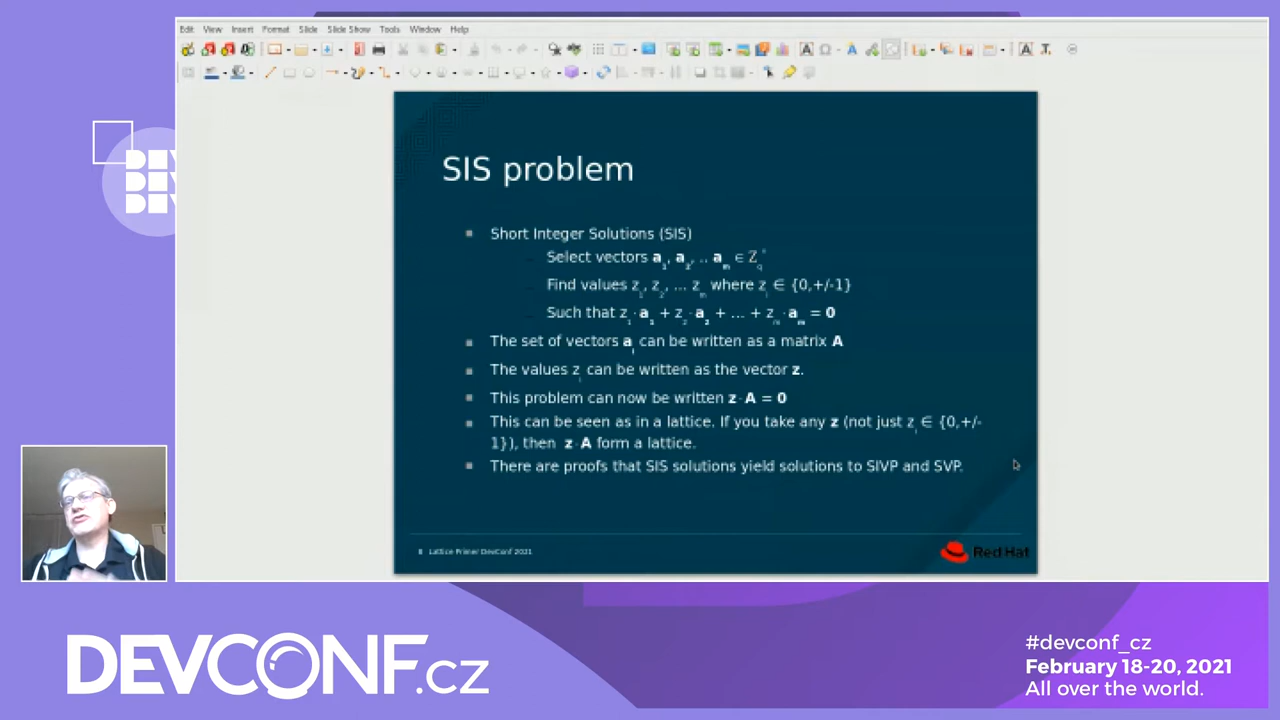 Edit View Insert Format Slide Slide Show Tools Window Help
SIS problem
Short Integer Solutions (SIS)
Select vectors a1, a2, .. am ∈ ℤqn
Find values z1, z2, ... zm where zi ∈ {0,+/-1}
Such that z1·a1 + z2·a2 + ... + zm·am = 0
The set of vectors ai can be written as a matrix A
The values zi can be written as the vector z.
This problem can now be written z·A = 0
This can be seen as in a lattice. If you take any z (not just zi ∈ {0,+/-
1}), then z·A form a lattice.
There are proofs that SIS solutions yield solutions to SIVP and SVP.
8 Lattice Primer DevConf 2021
Red Hat
DEVCONF.cz
#devconf_cz
February 18-20, 2021
All over the world.